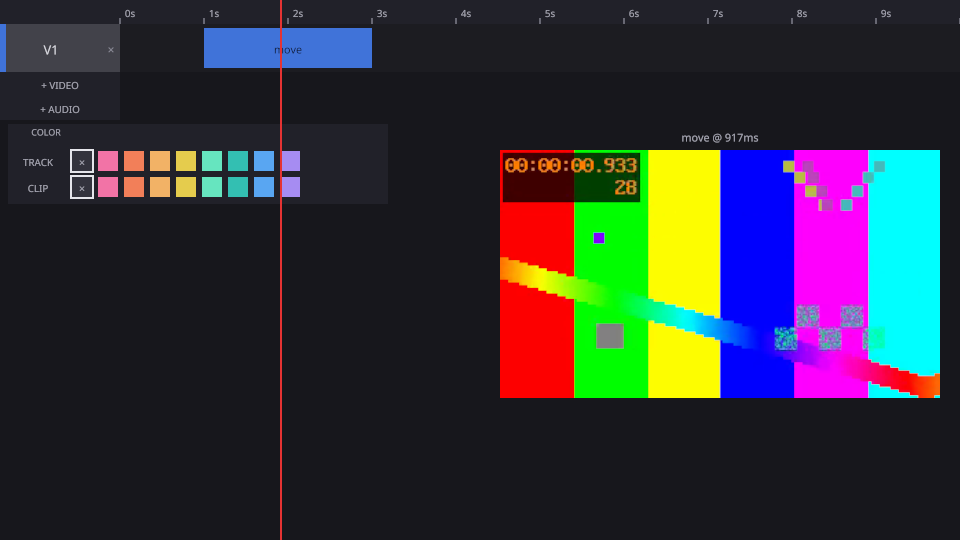 0s 1s 2s 3s 4s 5s 6s 7s 8s 9s
V1 × move
+ VIDEO
+ AUDIO
COLOR
TRACK ×
CLIP ×
move @ 917ms
00:00:00.933
28